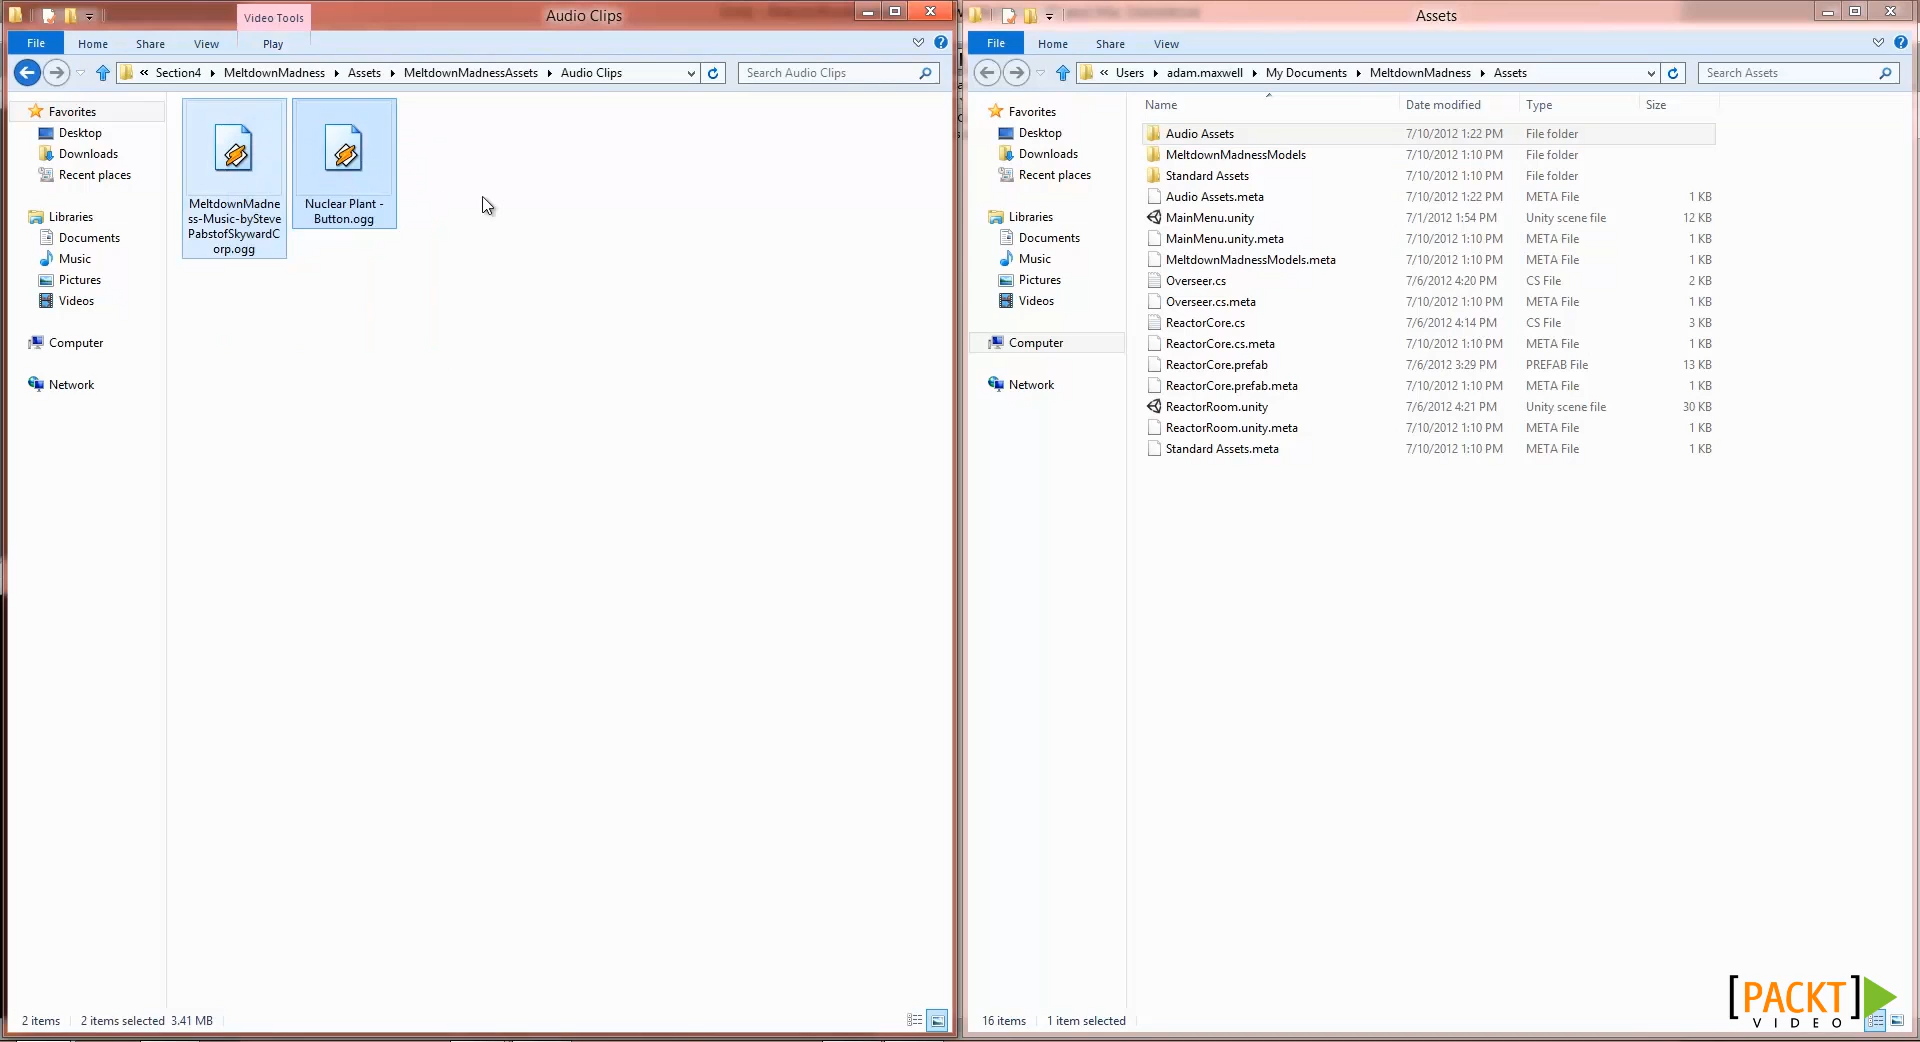 Video Tools
Audio Clips
File
Home
Share
View
Play
« Section4 MeltdownMadness Assets MeltdownMadnessAssets Audio Clips
Search Audio Clips
Favorites
Desktop
Downloads
Recent places
Libraries
Documents
Music
Pictures
Videos
Computer
Network
MeltdownMadne
ss-Music-bySteve
PabstofSkywardC
orp.ogg
Nuclear Plant -
Button.ogg
2 items 2 items selected 3.41 MB
Assets
File
Home
Share
View
« Users adam.maxwell My Documents MeltdownMadness Assets
Search Assets
Favorites
Desktop
Downloads
Recent places
Libraries
Documents
Music
Pictures
Videos
Computer
Network
Name Date modified Type Size
Audio Assets 7/10/2012 1:22 PM File folder
MeltdownMadnessModels 7/10/2012 1:10 PM File folder
Standard Assets 7/10/2012 1:10 PM File folder
Audio Assets.meta 7/10/2012 1:22 PM META File 1 KB
MainMenu.unity 7/1/2012 1:54 PM Unity scene file 12 KB
MainMenu.unity.meta 7/10/2012 1:10 PM META File 1 KB
MeltdownMadnessModels.meta 7/10/2012 1:10 PM META File 1 KB
Overseer.cs 7/6/2012 4:20 PM CS File 2 KB
Overseer.cs.meta 7/10/2012 1:10 PM META File 1 KB
ReactorCore.cs 7/6/2012 4:14 PM CS File 3 KB
ReactorCore.cs.meta 7/10/2012 1:10 PM META File 1 KB
ReactorCore.prefab 7/6/2012 3:29 PM PREFAB File 13 KB
ReactorCore.prefab.meta 7/10/2012 1:10 PM META File 1 KB
ReactorRoom.unity 7/6/2012 4:21 PM Unity scene file 30 KB
ReactorRoom.unity.meta 7/10/2012 1:10 PM META File 1 KB
Standard Assets.meta 7/10/2012 1:10 PM META File 1 KB
16 items 1 item selected
[PACKT]
VIDEO